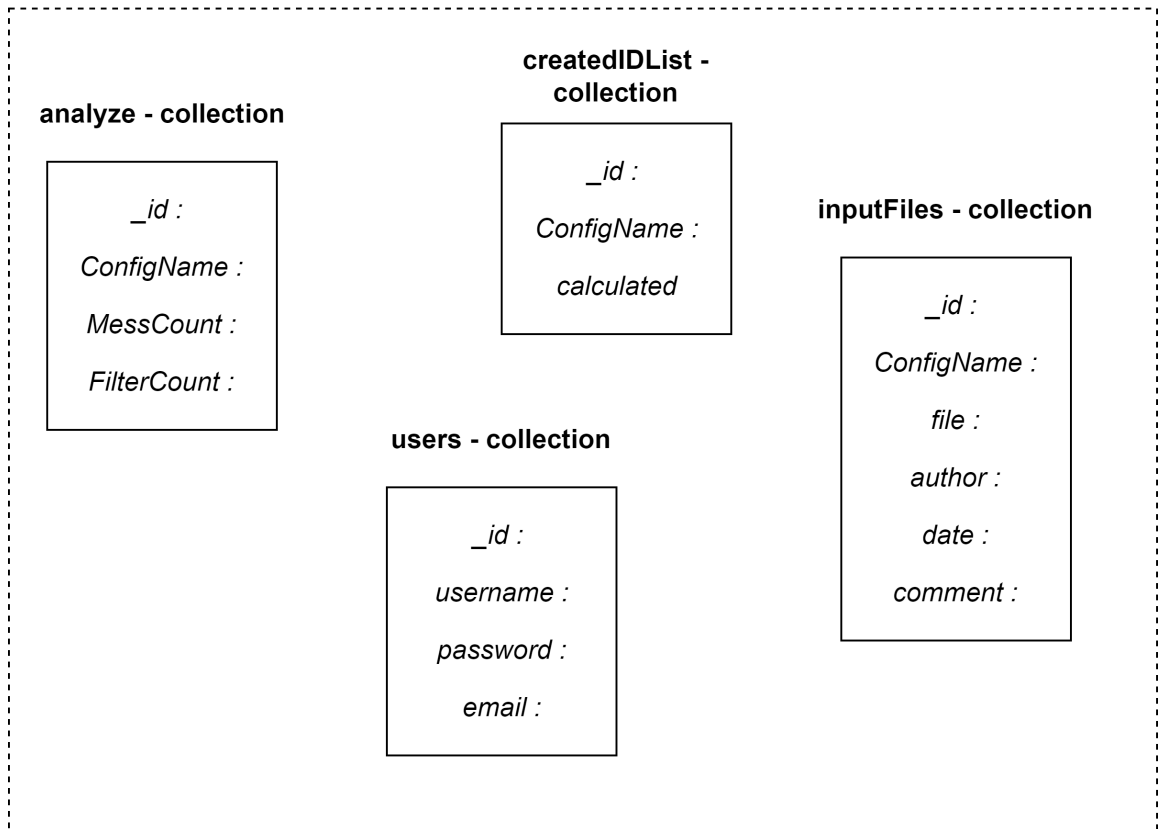 analyze - collection
_id :
ConfigName :
MessCount :
FilterCount :
createdIDList -
collection
_id :
ConfigName :
calculated
users - collection
_id :
username :
password :
email :
inputFiles - collection
_id :
ConfigName :
file :
author :
date :
comment :